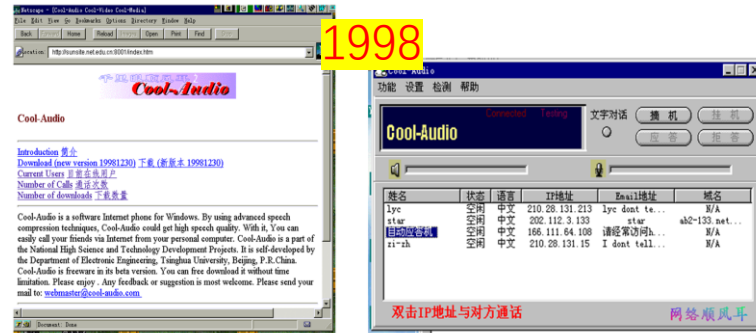 Netscape - [Cool-Audio Cool-Video Cool-Media]
File Edit View Go Bookmarks Options Directory Window Help
Back Home Reload Images Open Print Find
http://sunsite.net.edu.cn:8001/index.htm
Cool-Audio
Cool-Audio
Introduction 简介
Download (new version 19981230) 下载 (新版本 19981230)
Current Users 目前在线用户
Number of Calls 通话次数
Number of downloads 下载数量
Cool-Audio is a software Internet phone for Windows. By using advanced speech
compression techniques, Cool-Audio could get high speech quality. With it, You can
easily call your friends via Internet from your personal computer. Cool-Audio is a part of
the National High Science and Technology Development Projects. It is self-developed by
the Department of Electronic Engineering, Tsinghua University, Beijing, P.R.China.
Cool-Audio is freeware in its beta version. You can free download it without time
limitation. Please enjoy . Any feedback or suggestion is most welcome. Please send your
mail to: webmaster@cool-audio.com
Document: Done
1998
Cool-Audio
功能 设置 检测 帮助
Connected Testing
Cool-Audio
文字对话
摘 机 挂 机
应 答 拒 答
姓名 状态 语言 IP地址 Email地址 域名
lyc 空闲 中文 210.28.131.213 lyc dont te... N/A
star 空闲 中文 202.112.3.133 star ab2-133.net...
自动应答机 空闲 中文 166.111.64.108 请经常访问h... N/A
zi-zh 空闲 中文 210.28.131.15 I dont tell... N/A
双击IP地址与对方通话
网络顺风耳